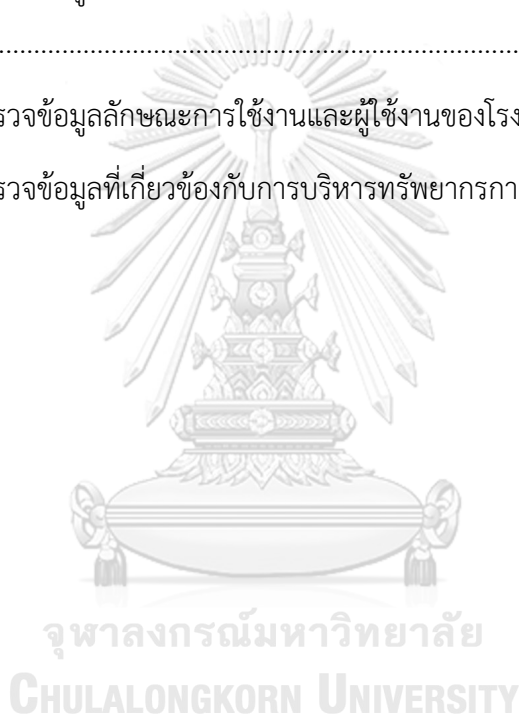 ...........................................................................................
รวจข้อมูลลักษณะการใช้งานและผู้ใช้งานของโรง
รวจข้อมูลที่เกี่ยวข้องกับการบริหารทรัพยากรกา
จุฬาลงกรณ์มหาวิทยาลัย
CHULALONGKORN UNIVERSITY